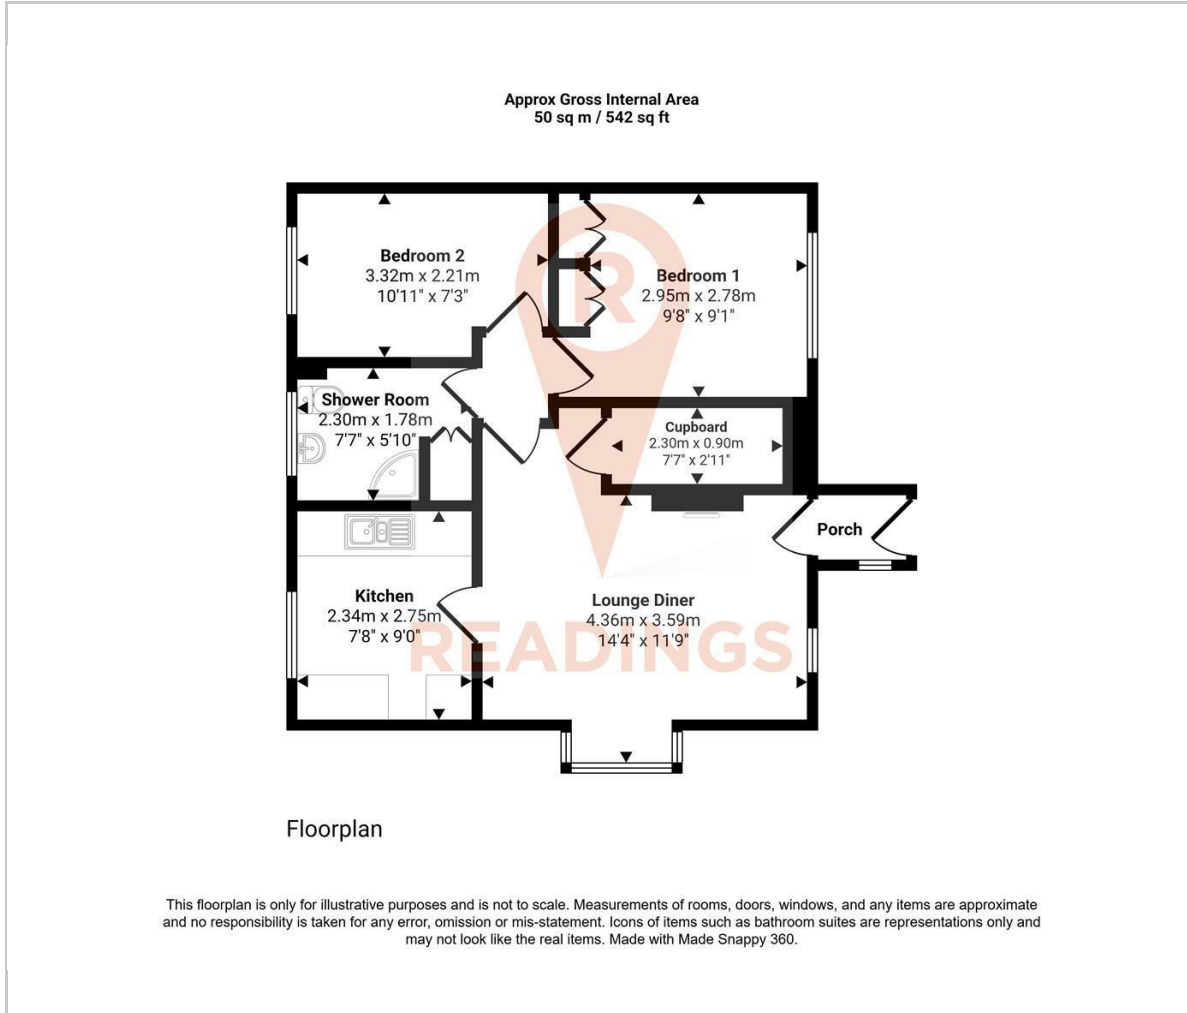 Approx Gross Internal Area
50 sq m / 542 sq ft
Bedroom 2
3.32m x 2.21m
10'11" x 7'3"
R
Bedroom 1
2.95m x 2.78m
9'8" x 9'1"
Shower Room
2.30m x 1.78m
7'7" x 5'10"
Cupboard
2.30m x 0.90m
7'7" x 2'11"
Porch
Kitchen
2.34m x 2.75m
7'8" x 9'0"
Lounge Diner
4.36m x 3.59m
14'4" x 11'9"
READINGS
Floorplan
This floorplan is only for illustrative purposes and is not to scale. Measurements of rooms, doors, windows, and any items are approximate
and no responsibility is taken for any error, omission or mis-statement. Icons of items such as bathroom suites are representations only and
may not look like the real items. Made with Made Snappy 360.